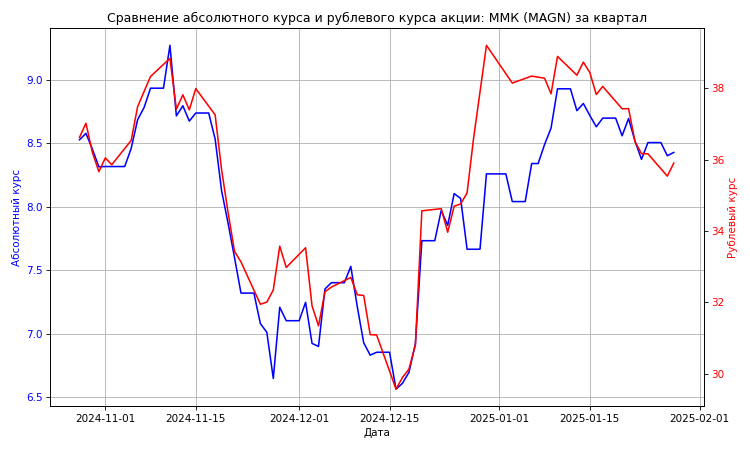 Сравнение абсолютного курса и рублевого курса акции: ММК (MAGN) за квартал
Абсолютный курс
9.0
8.5
8.0
7.5
7.0
6.5
38
36
34
32
30
Рублевый курс
2024-11-01 2024-11-15 2024-12-01 2024-12-15 2025-01-01 2025-01-15 2025-02-01
Дата